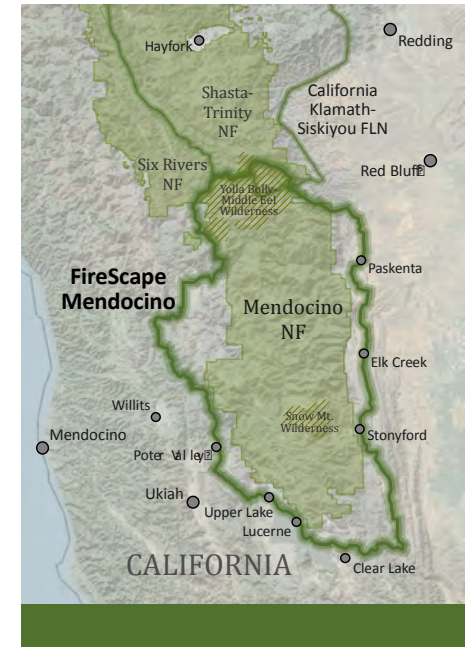 Hayfork
Redding
Shasta-
Trinity
NF
California
Klamath-
Siskiyou FLN
Six Rivers
NF
Red Bluff
Yolla Bolly-
Middle Eel
Wilderness
Paskenta
FireScape
Mendocino
Mendocino
NF
Elk Creek
Willits
Snow Mt.
Wilderness
Mendocino
Stonyford
Poter Valley
Ukiah
Upper Lake
Lucerne
CALIFORNIA
Clear Lake